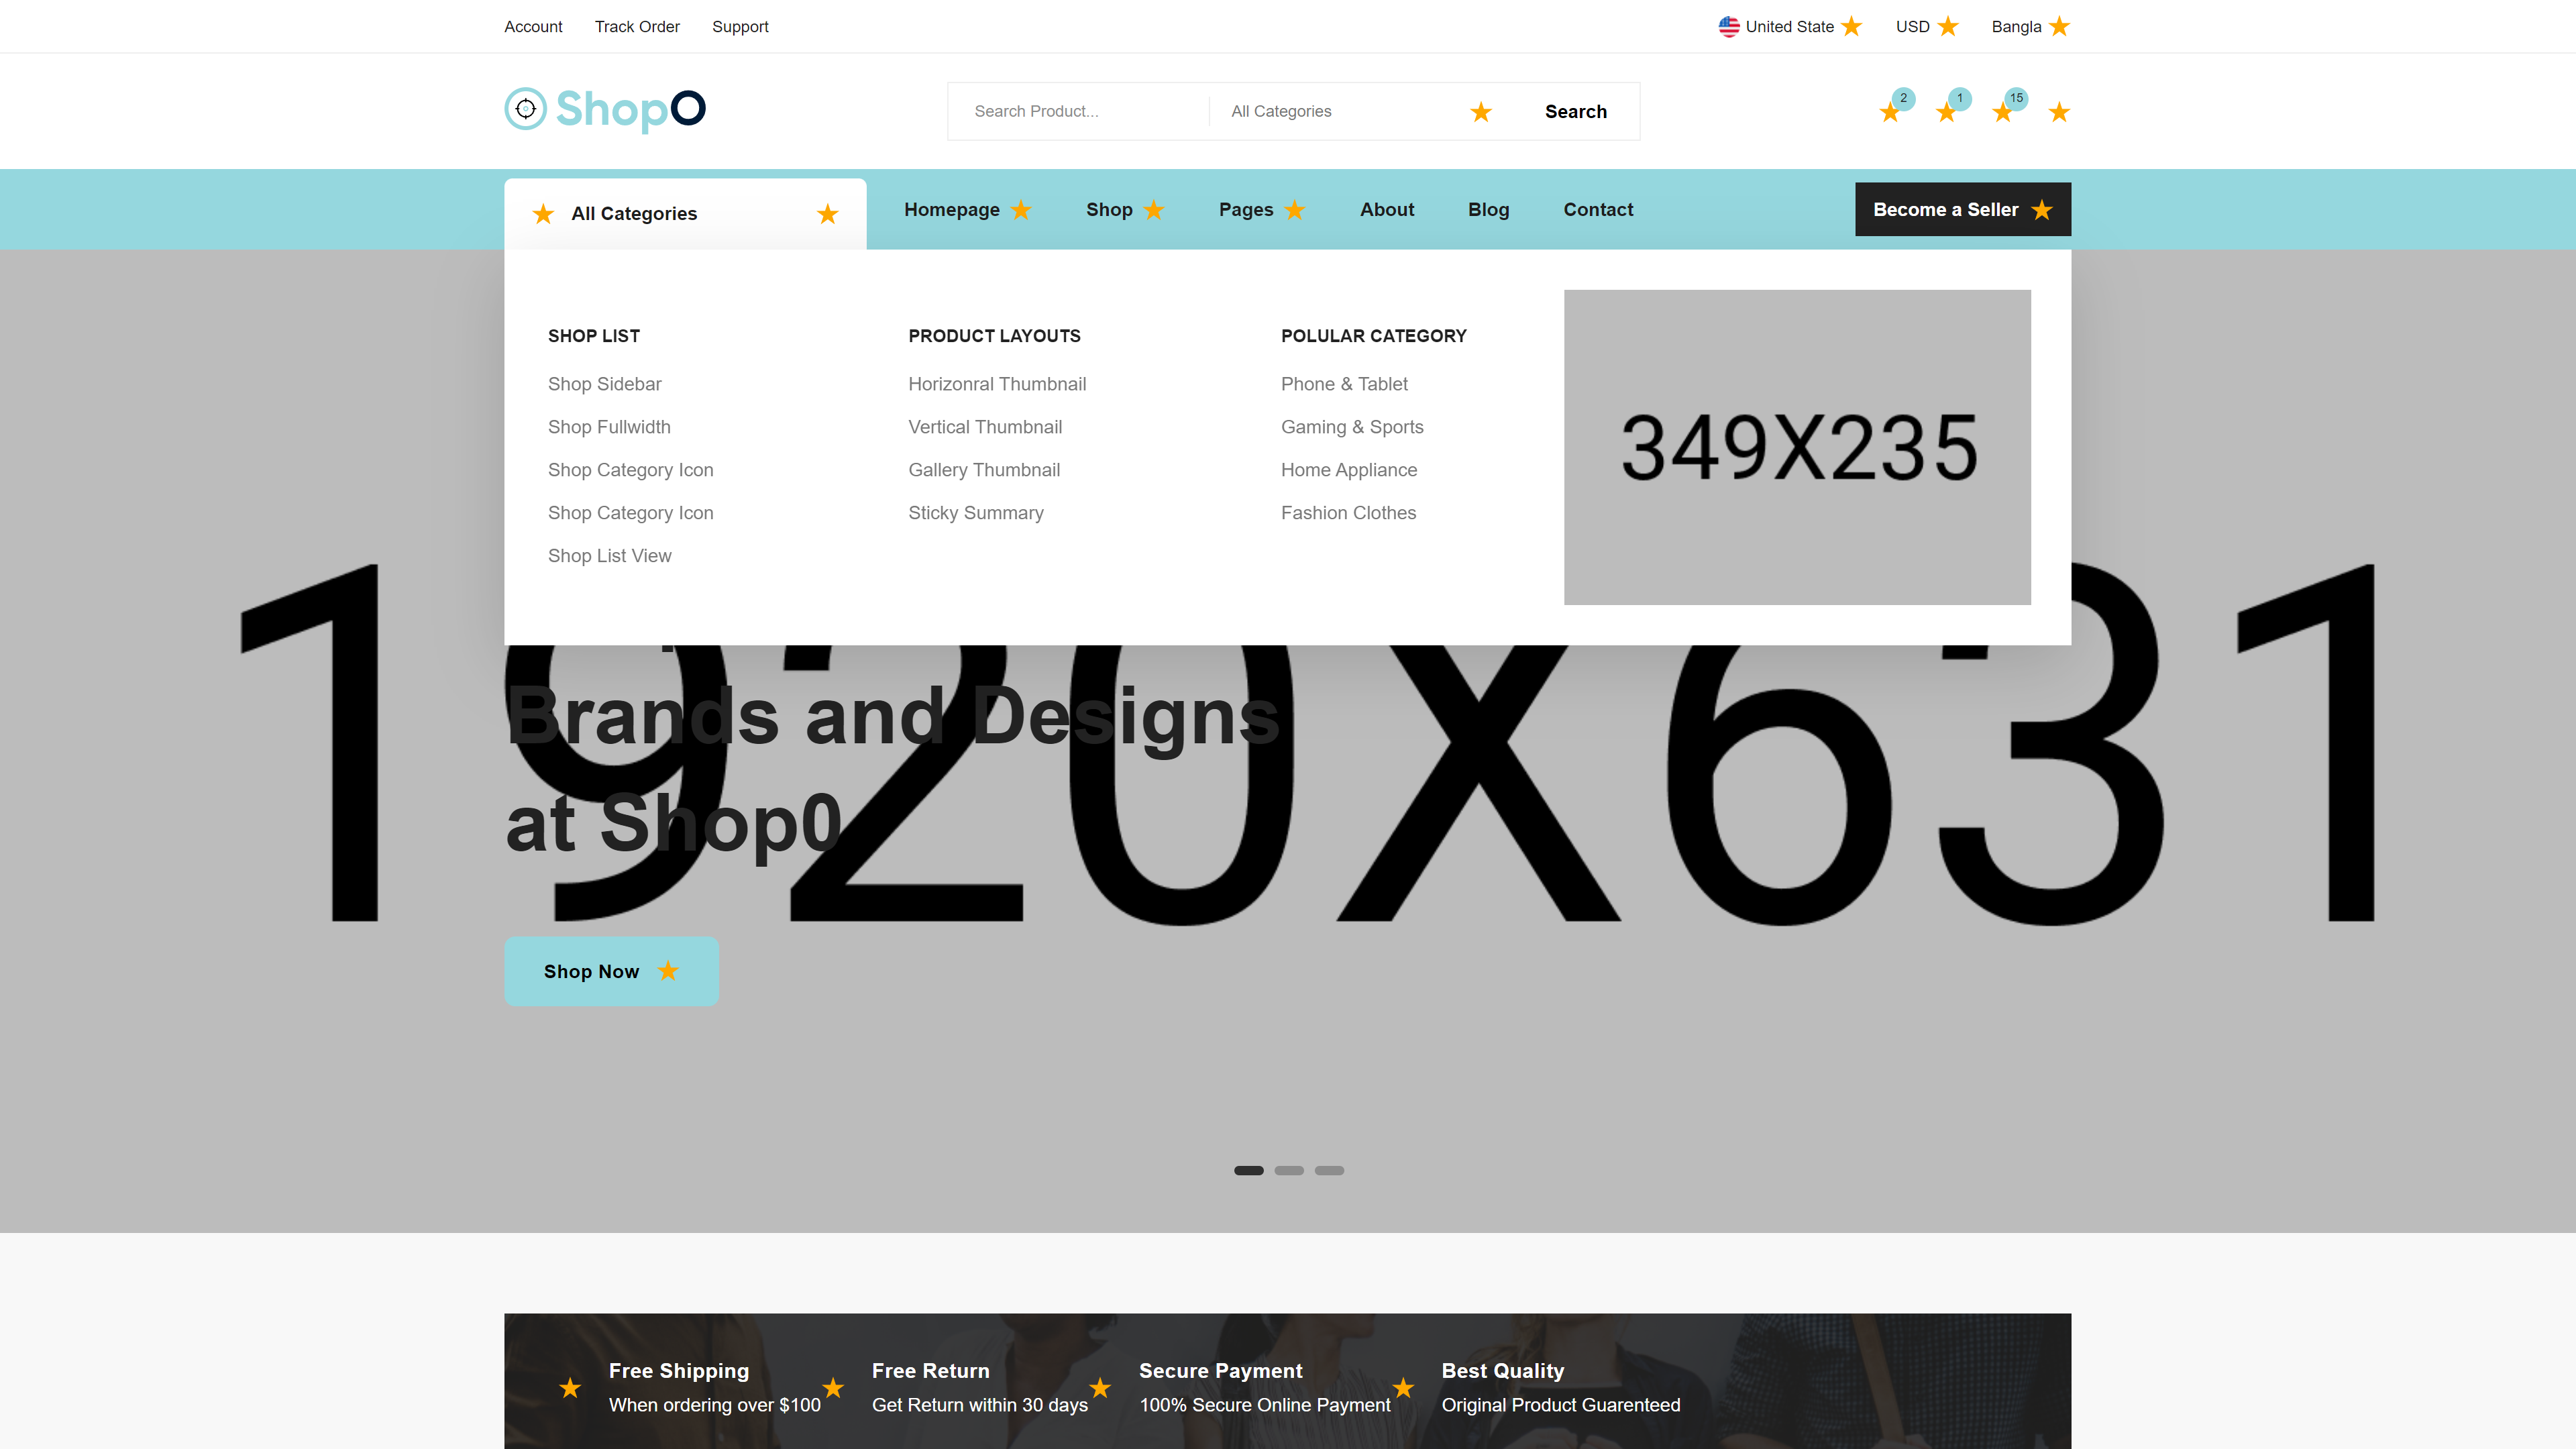 Account Track Order Support United State USD Bangla
ShopO
Search Product... All Categories Search
2 1 15
All Categories Homepage Shop Pages About Blog Contact Become a Seller
SHOP LIST
Shop Sidebar
Shop Fullwidth
Shop Category Icon
Shop Category Icon
Shop List View
PRODUCT LAYOUTS
Horizonral Thumbnail
Vertical Thumbnail
Gallery Thumbnail
Sticky Summary
POLULAR CATEGORY
Phone & Tablet
Gaming & Sports
Home Appliance
Fashion Clothes
349X235
1920X631
Brands and Designs
at Shop0
Shop Now
Free Shipping
When ordering over $100
Free Return
Get Return within 30 days
Secure Payment
100% Secure Online Payment
Best Quality
Original Product Guarenteed